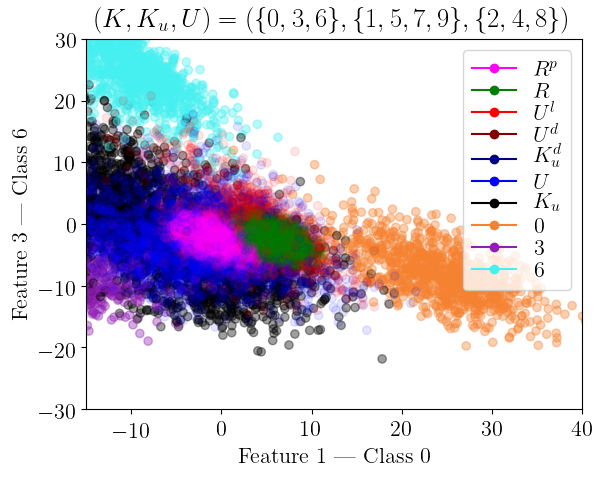 (K, K_u, U) = ({0, 3, 6}, {1, 5, 7, 9}, {2, 4, 8})
30
20
10
0
−10
−20
−30
Feature 3 — Class 6
R^p
R
U^l
U^d
K_u^d
U
K_u
0
3
6
−10
0
10
20
30
40
Feature 1 — Class 0